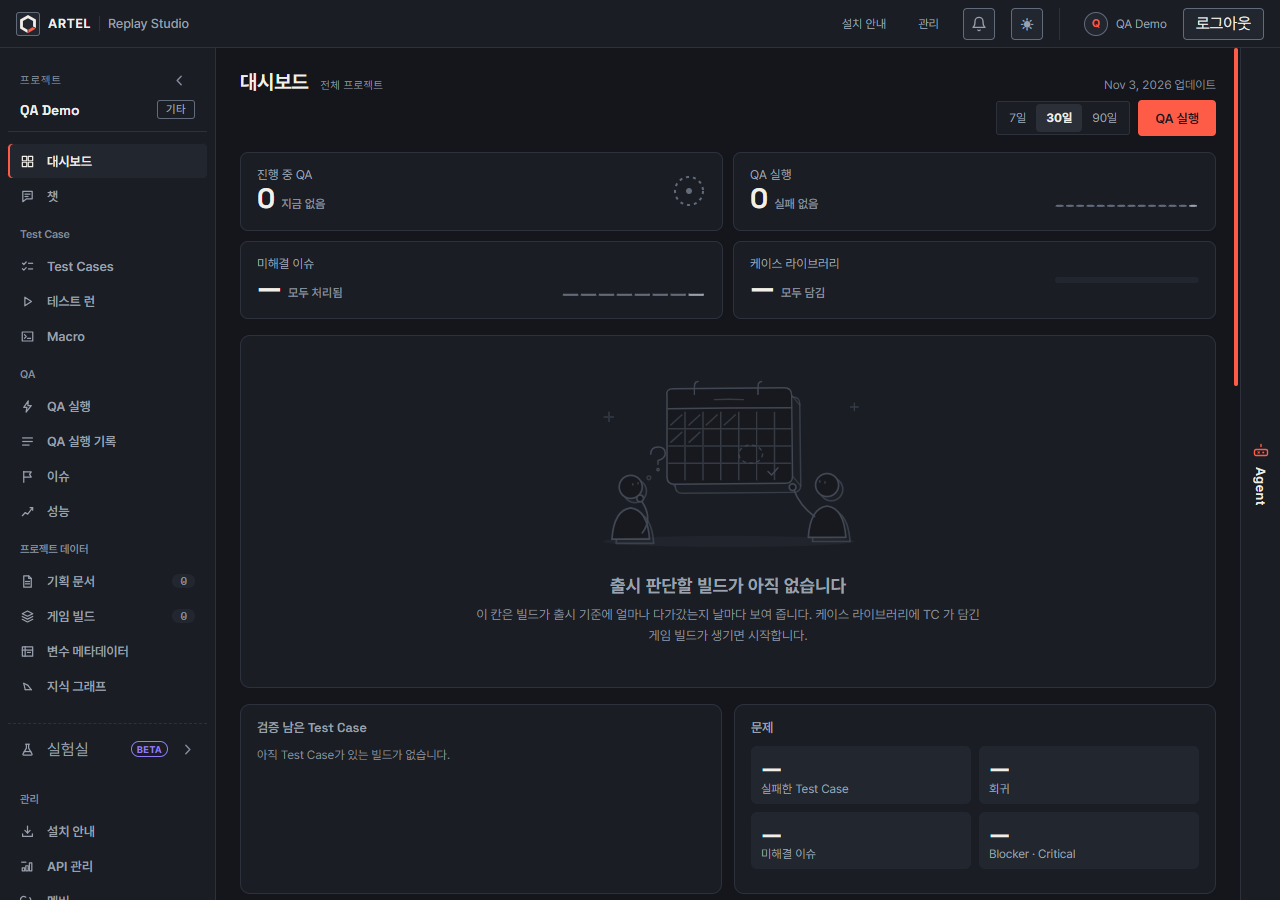 ARTEL
Replay Studio
설치 안내
관리
Q
QA Demo
로그아웃
프로젝트
QA Demo
기타
대시보드
챗
Test Case
Test Cases
테스트 런
Macro
QA
QA 실행
QA 실행 기록
이슈
성능
프로젝트 데이터
기획 문서
0
게임 빌드
0
변수 메타데이터
지식 그래프
실험실
BETA
관리
설치 안내
API 관리
대시보드
전체 프로젝트
Nov 3, 2026 업데이트
7일
30일
90일
QA 실행
진행 중 QA
0 지금 없음
QA 실행
0 실패 없음
미해결 이슈
— 모두 처리됨
케이스 라이브러리
— 모두 담김
출시 판단할 빌드가 아직 없습니다
이 칸은 빌드가 출시 기준에 얼마나 다가갔는지 날마다 보여 줍니다. 케이스 라이브러리에 TC 가 담긴
게임 빌드가 생기면 시작합니다.
검증 남은 Test Case
아직 Test Case가 있는 빌드가 없습니다.
문제
—
실패한 Test Case
—
회귀
—
미해결 이슈
—
Blocker · Critical
Agent